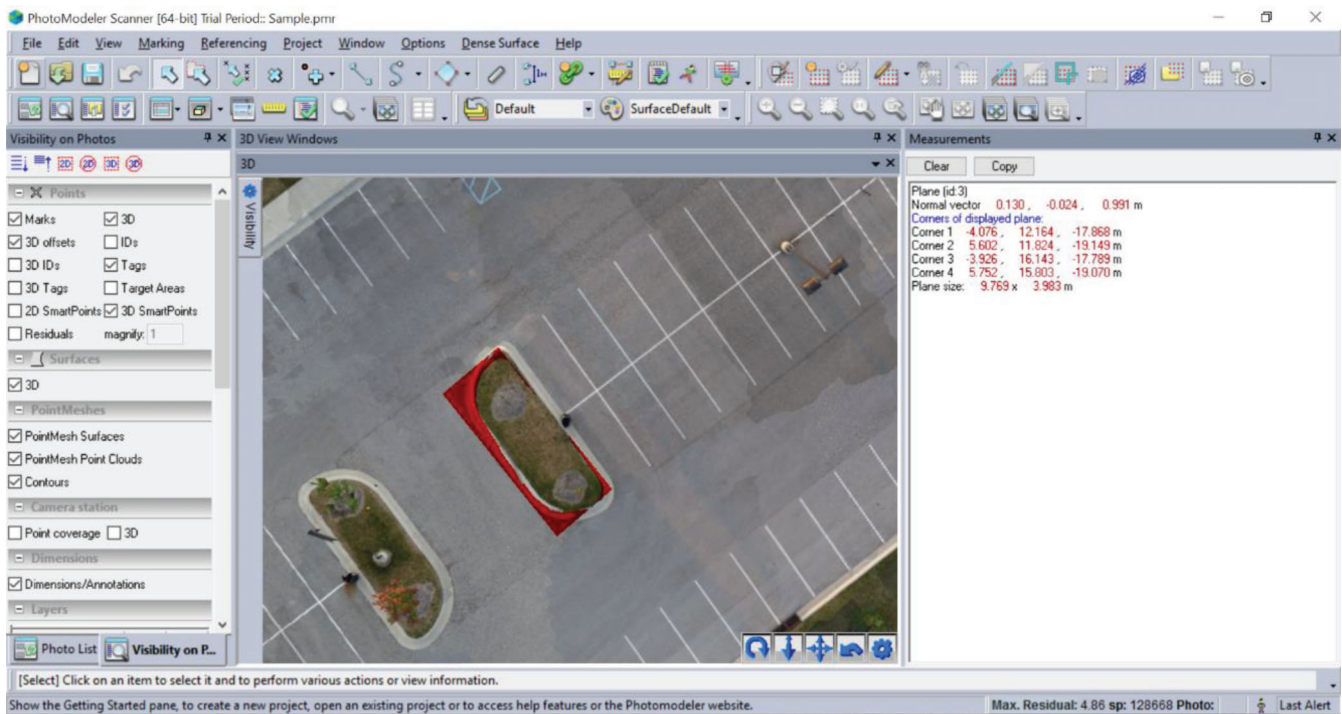 PhotoModeler Scanner [64-bit] Trial Period:: Sample.pmr
File Edit View Marking Referencing Project Window Options Dense Surface Help
Default SurfaceDefault
Visibility on Photos
2D 2D 3D 3D
Points
Marks 3D
3D offsets IDs
3D IDs Tags
3D Tags Target Areas
2D SmartPoints 3D SmartPoints
Residuals magnify: 1
Surfaces
3D
PointMeshes
PointMesh Surfaces
PointMesh Point Clouds
Contours
Camera station
Point coverage 3D
Dimensions
Dimensions/Annotations
Layers
Photo List Visibility on P...
3D View Windows
3D
Visibility
Measurements
Clear Copy
Plane (id:3)
Normal vector 0.130 , -0.024 , 0.991 m
Corners of displayed plane:
Corner 1 -4.076 , 12.164 , -17.868 m
Corner 2 5.602 , 11.824 , -19.149 m
Corner 3 -3.926 , 16.143 , -17.789 m
Corner 4 5.752 , 15.803 , -19.070 m
Plane size: 9.769 x 3.983 m
[Select] Click on an item to select it and to perform various actions or view information.
Show the Getting Started pane, to create a new project, open an existing project or to access help features or the Photomodeler website.
Max. Residual: 4.86 sp: 128668 Photo: Last Alert